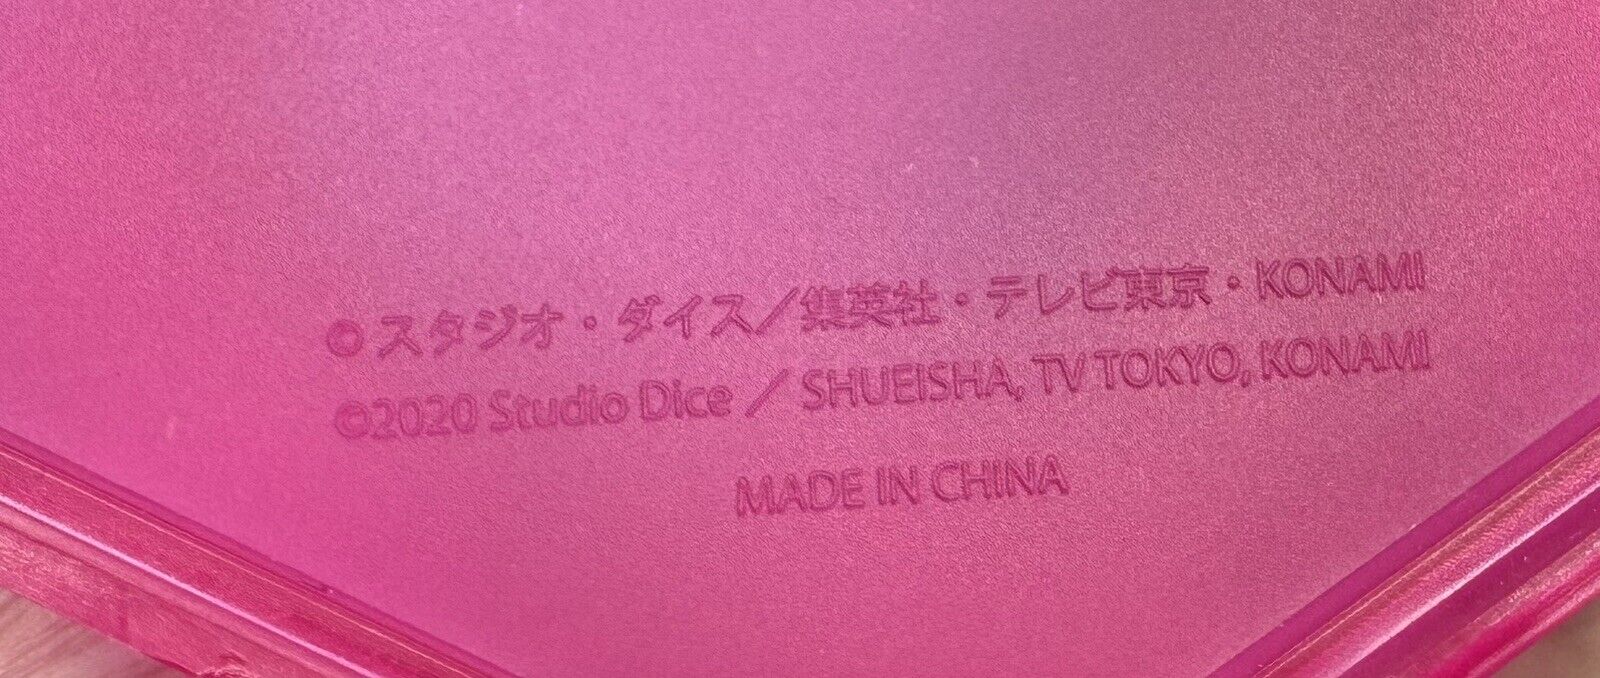 ©スタジオ・ダイス／集英社・テレビ東京・KONAMI
©2020 Studio Dice / SHUEISHA, TV TOKYO, KONAMI
MADE IN CHINA